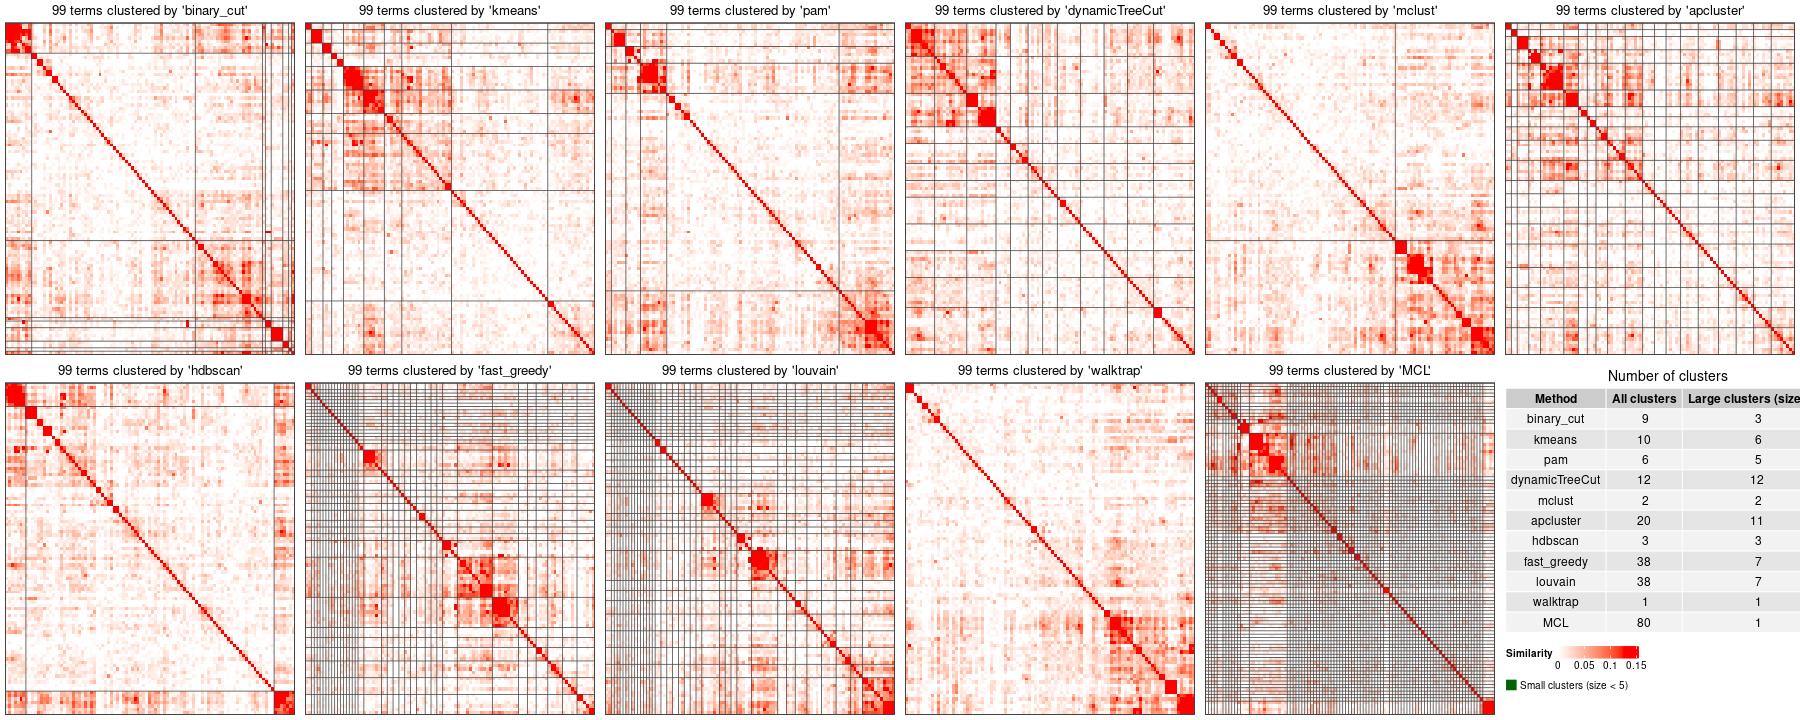 99 terms clustered by 'binary_cut'
99 terms clustered by 'kmeans'
99 terms clustered by 'pam'
99 terms clustered by 'dynamicTreeCut'
99 terms clustered by 'mclust'
99 terms clustered by 'apcluster'
99 terms clustered by 'hdbscan'
99 terms clustered by 'fast_greedy'
99 terms clustered by 'louvain'
99 terms clustered by 'walktrap'
99 terms clustered by 'MCL'
Number of clusters
Method All clusters Large clusters (size
binary_cut 9 3
kmeans 10 6
pam 6 5
dynamicTreeCut 12 12
mclust 2 2
apcluster 20 11
hdbscan 3 3
fast_greedy 38 7
louvain 38 7
walktrap 1 1
MCL 80 1
Similarity
0 0.05 0.1 0.15
Small clusters (size < 5)